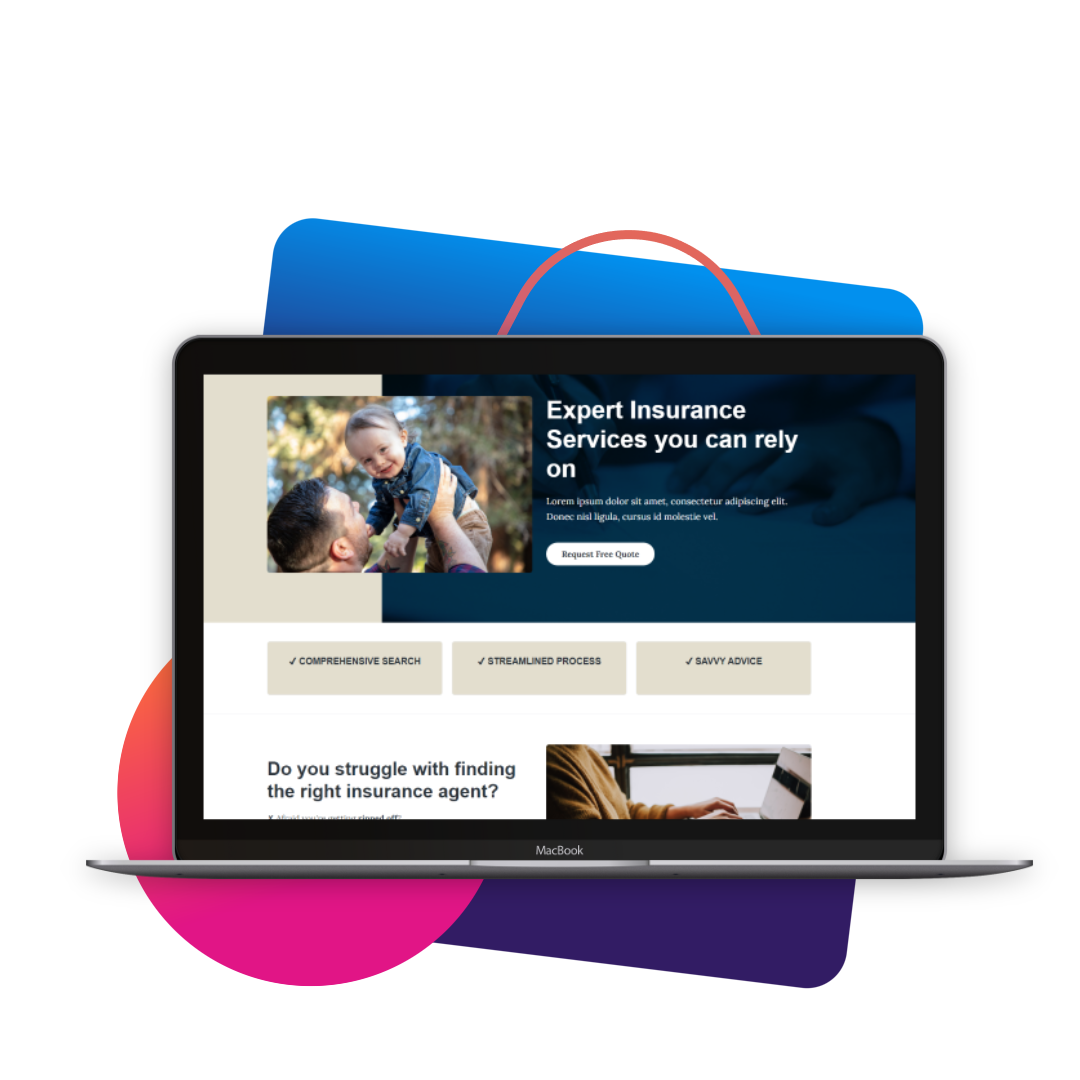 Expert Insurance
Services you can rely
on
Lorem ipsum dolor sit amet, consectetur adipiscing elit.
Donec nisl ligula, cursus id molestie vel.
Request Free Quote
✓ COMPREHENSIVE SEARCH
✓ STREAMLINED PROCESS
✓ SAVVY ADVICE
Do you struggle with finding
the right insurance agent?
✗ Afraid you're getting ripped off?
MacBook